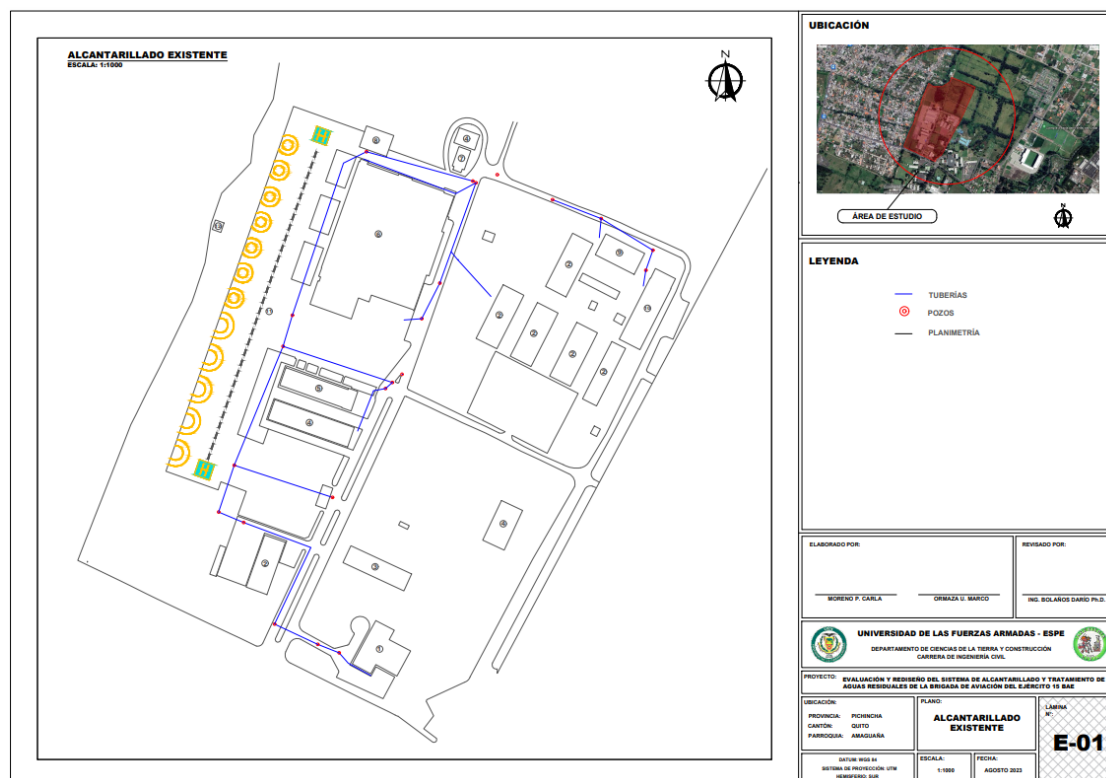 ALCANTARILLADO EXISTENTE
ESCALA: 1:1000
N
H
H
UBICACIÓN
ÁREA DE ESTUDIO
LEYENDA
TUBERÍAS
POZOS
PLANIMETRÍA
ELABORADO POR:
REVISADO POR:
MORENO P. CARLA
ORMAZA U. MARCO
ING. BOLAÑOS DARÍO Ph.D.
UNIVERSIDAD DE LAS FUERZAS ARMADAS - ESPE
DEPARTAMENTO DE CIENCIAS DE LA TIERRA Y CONSTRUCCIÓN
CARRERA DE INGENIERÍA CIVIL
PROYECTO: EVALUACIÓN Y REDISEÑO DEL SISTEMA DE ALCANTARILLADO Y TRATAMIENTO DE
AGUAS RESIDUALES DE LA BRIGADA DE AVIACIÓN DEL EJÉRCITO 15 BAE
UBICACIÓN:
PROVINCIA: PICHINCHA
CANTÓN: QUITO
PARROQUIA: AMAGUAÑA
PLANO:
ALCANTARILLADO
EXISTENTE
LÁMINA
N°:
E-01
DATUM: WGS 84
SISTEMA DE PROYECCIÓN: UTM
HEMISFERIO: SUR
ESCALA:
1:1000
FECHA:
AGOSTO 2023